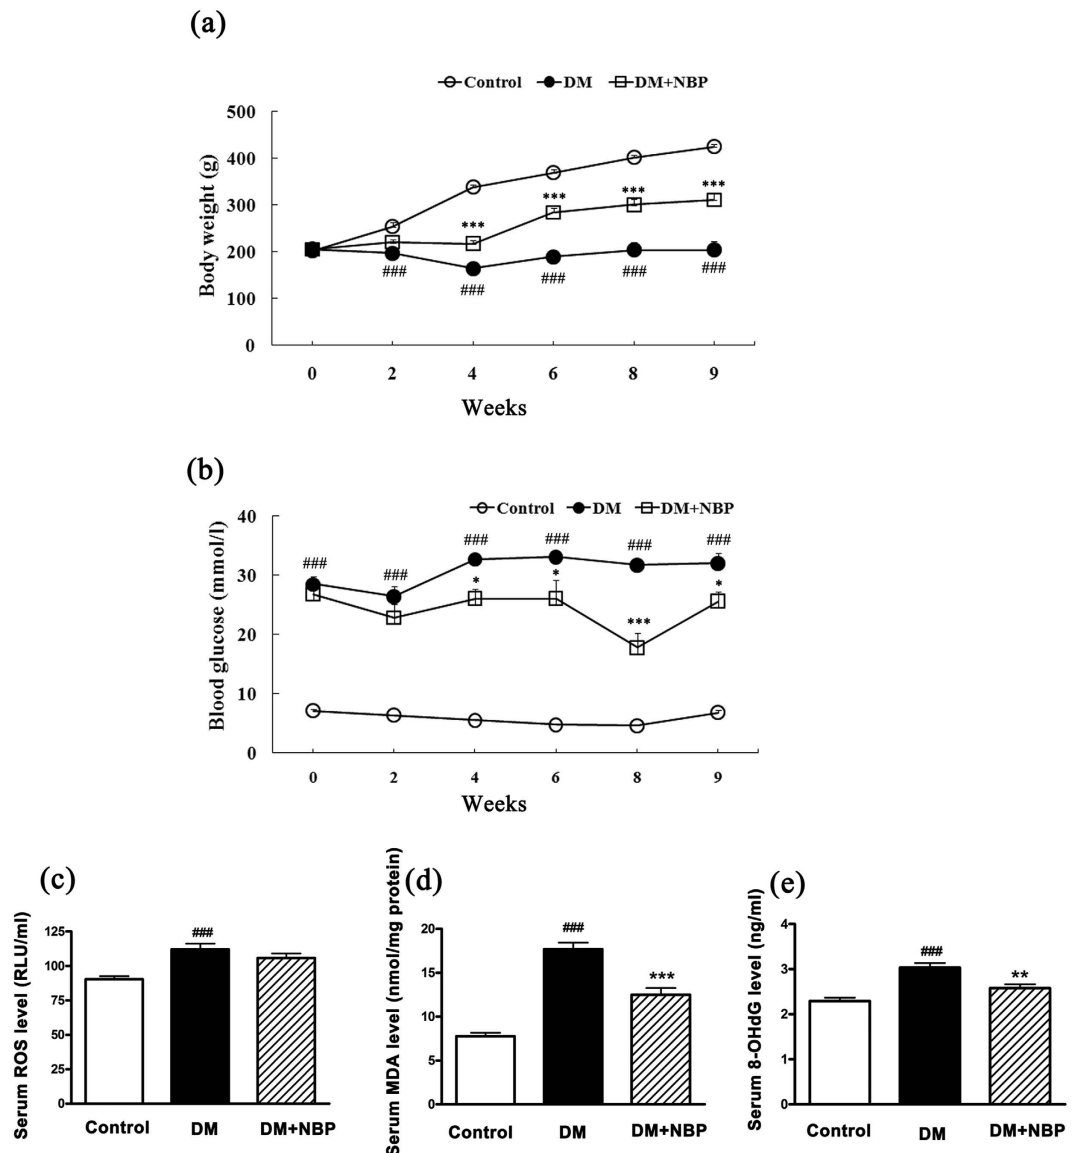 (a)
Control DM DM+NBP
Body weight (g)
500
400
300
200
100
0
*** *** *** ***
### ### ### ### ###
0 2 4 6 8 9
Weeks
(b)
Control DM DM+NBP
Blood glucose (mmol/l)
40
30
20
10
0
### ### ### ### ### ###
* * *** *
0 2 4 6 8 9
Weeks
(c)
Serum ROS level (RLU/ml)
125
100
75
50
25
0
###
Control DM DM+NBP
(d)
Serum MDA level (nmol/mg protein)
20
15
10
5
0
###
***
Control DM DM+NBP
(e)
Serum 8-OHdG level (ng/ml)
4
3
2
1
0
###
**
Control DM DM+NBP